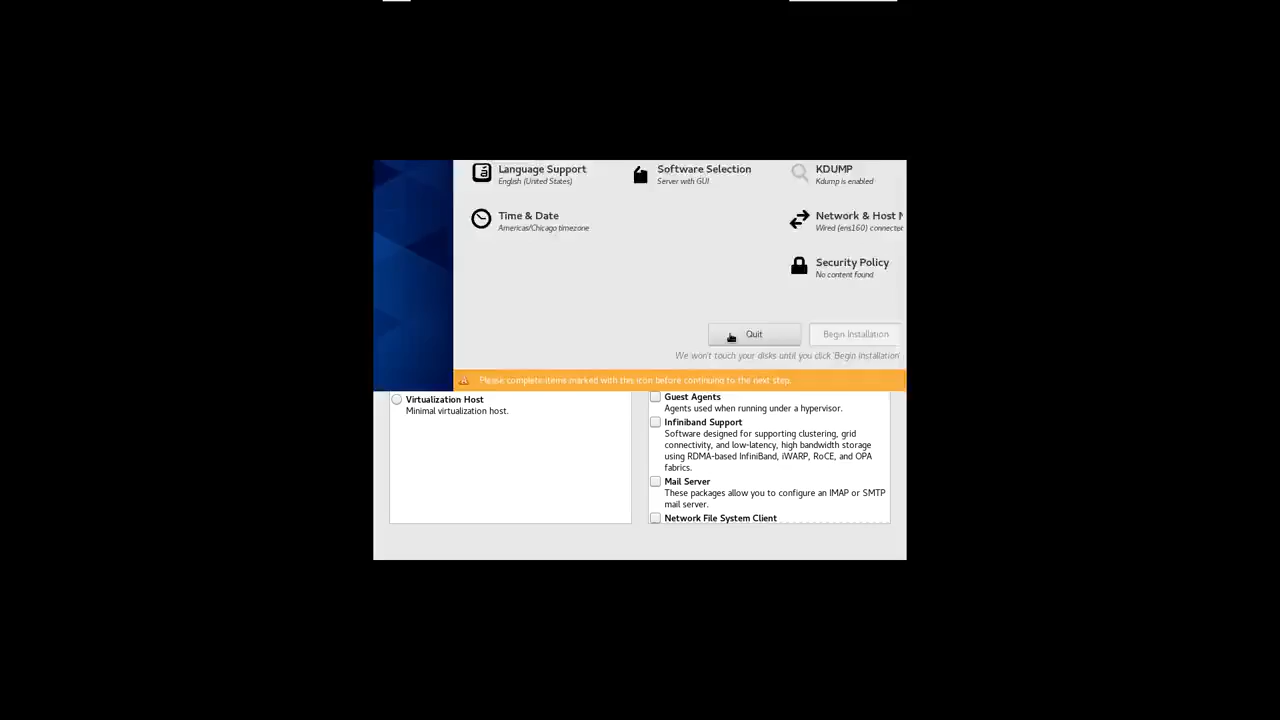 Language Support
English (United States)
Software Selection
Server with GUI
KDUMP
Kdump is enabled
Time & Date
Americas/Chicago timezone
Network & Host
Wired (ens160) connected
Security Policy
No content found
Quit
Begin Installation
We won't touch your disks until you click 'Begin Installation'
Please complete items marked with this icon before continuing to the next step.
Virtualization Host
Minimal virtualization host.
Guest Agents
Agents used when running under a hypervisor.
Infiniband Support
Software designed for supporting clustering, grid
connectivity, and low-latency, high bandwidth storage
using RDMA-based InfiniBand, iWARP, RoCE, and OPA
fabrics.
Mail Server
These packages allow you to configure an IMAP or SMTP
mail server.
Network File System Client